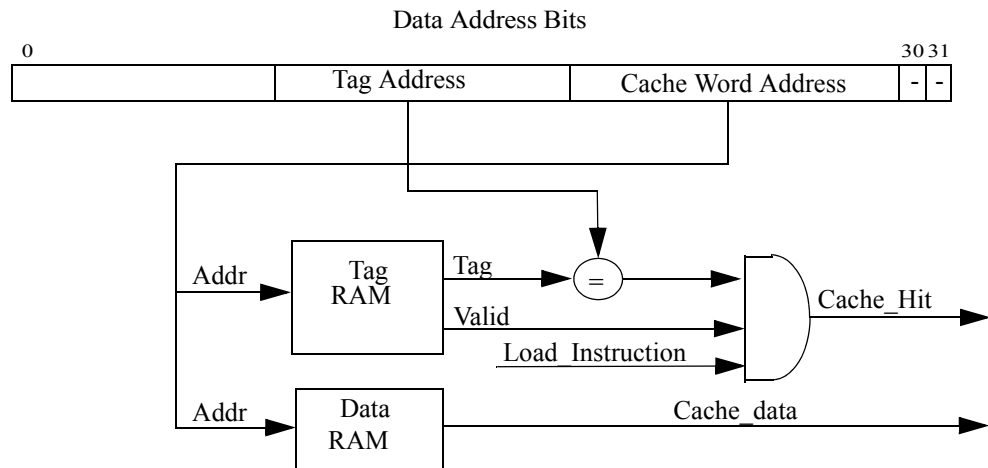 Data Address Bits
0 30 31
Tag Address Cache Word Address - -
Addr Tag RAM Tag = Cache_Hit
Valid
Load_Instruction
Addr Data RAM Cache_data